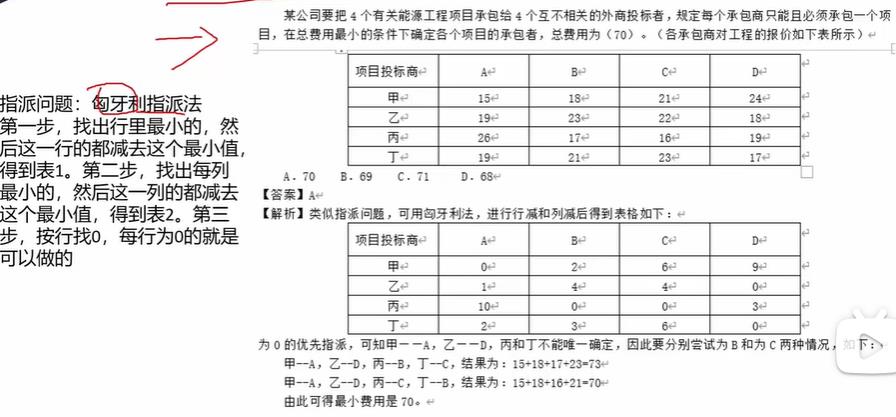 某公司要把4个有关能源工程项目承包给4个互不相关的外商投标者，规定每个承包商只能且必须承包一个项
目，在总费用最小的条件下确定各个项目的承包者，总费用为（70）。（各承包商对工程的报价如下表所示）
指派问题：匈牙利指派法
第一步，找出行里最小的，然
后这一行的都减去这个最小值，
得到表1。第二步，找出每列
最小的，然后这一列的都减去
这个最小值，得到表2。第三
步，按行找0，每行为0的就是
可以做的
项目投标商 A B C D
甲 15 18 21 24
乙 19 23 22 18
丙 26 17 16 19
丁 19 21 23 17
A．70 B．69 C．71 D．68
【答案】A
【解析】类似指派问题，可用匈牙利法，进行行减和列减后得到表格如下：
项目投标商 A B C D
甲 0 2 6 9
乙 1 4 4 0
丙 10 0 0 3
丁 2 3 6 0
为0的优先指派，可知甲——A，乙——D，丙和丁不能唯一确定，因此要分别尝试为B和为C两种情况，如下：
甲--A，乙--D，丙--B，丁--C，结果为：15+18+17+23=73
甲--A，乙--D，丙--C，丁--B，结果为：15+18+16+21=70
由此可得最小费用是70。